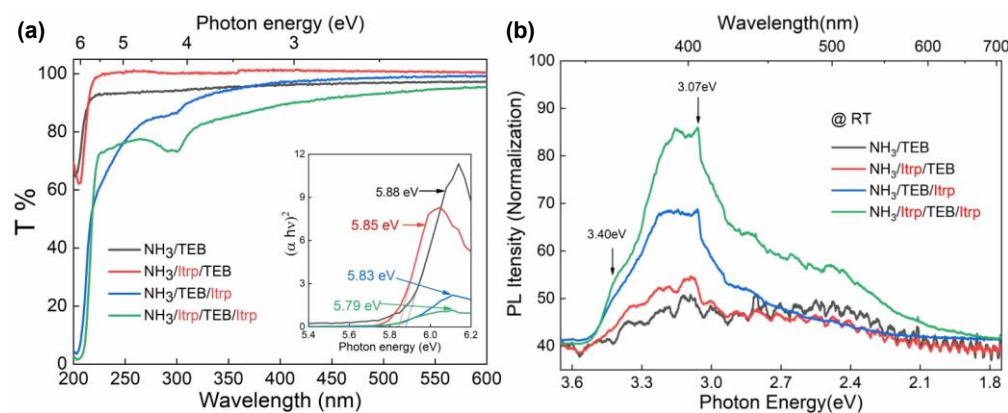 (a)
Photon energy (eV)
6 5 4 3
T %
100
80
60
40
20
0
NH3/TEB
NH3/Itrp/TEB
NH3/TEB/Itrp
NH3/Itrp/TEB/Itrp
(α hν)²
12
9
6
3
0
5.88 eV
5.85 eV
5.83 eV
5.79 eV
5.4 5.6 5.8 6.0 6.2
Photon energy (eV)
200 250 300 350 400 450 500 550 600
Wavelength (nm)
(b)
Wavelength(nm)
400 500 600 700
PL Itensity (Normalization)
100
90
80
70
60
50
40
3.07eV
3.40eV
@ RT
NH3/TEB
NH3/Itrp/TEB
NH3/TEB/Itrp
NH3/Itrp/TEB/Itrp
3.6 3.3 3.0 2.7 2.4 2.1 1.8
Photon Energy(eV)